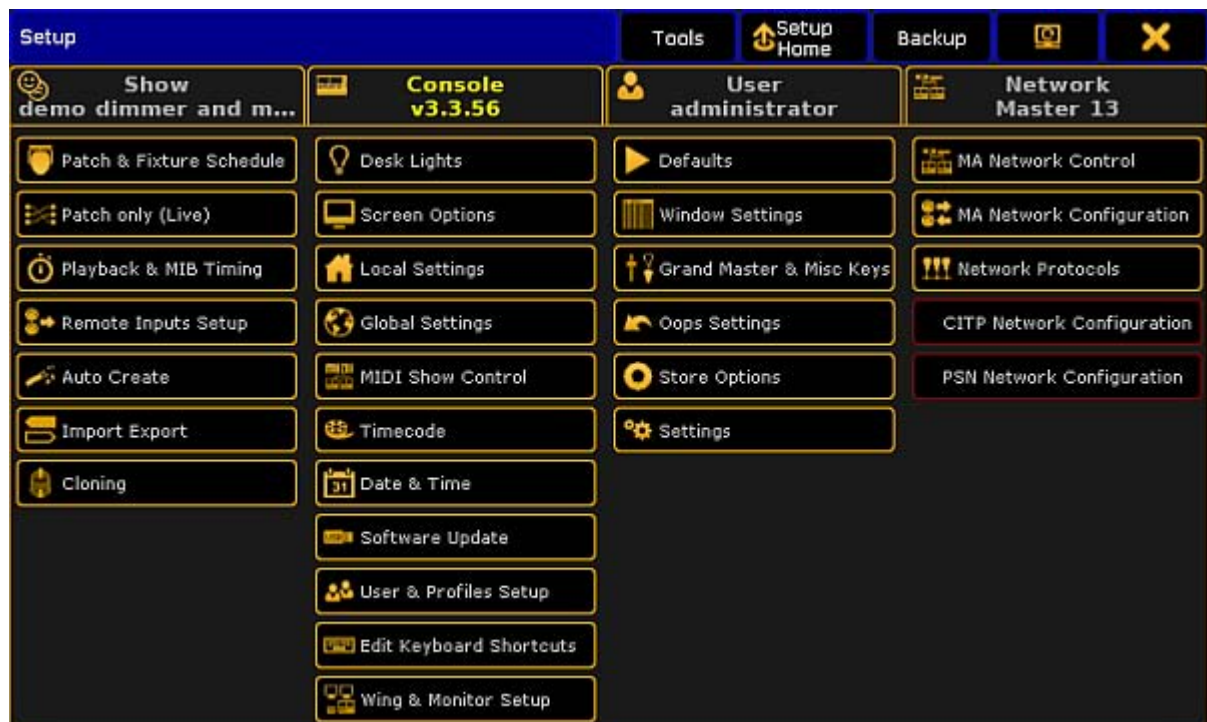 Setup
Tools
Setup
Home
Backup
Show
demo dimmer and m...
Console
v3.3.56
User
administrator
Network
Master 13
Patch & Fixture Schedule
Patch only (Live)
Playback & MIB Timing
Remote Inputs Setup
Auto Create
Import Export
Cloning
Desk Lights
Screen Options
Local Settings
Global Settings
MIDI Show Control
Timecode
31
Date & Time
Software Update
User & Profiles Setup
Edit Keyboard Shortcuts
Wing & Monitor Setup
Defaults
Window Settings
Grand Master & Misc Keys
Oops Settings
Store Options
Settings
MA Network Control
MA Network Configuration
Network Protocols
CITP Network Configuration
PSN Network Configuration